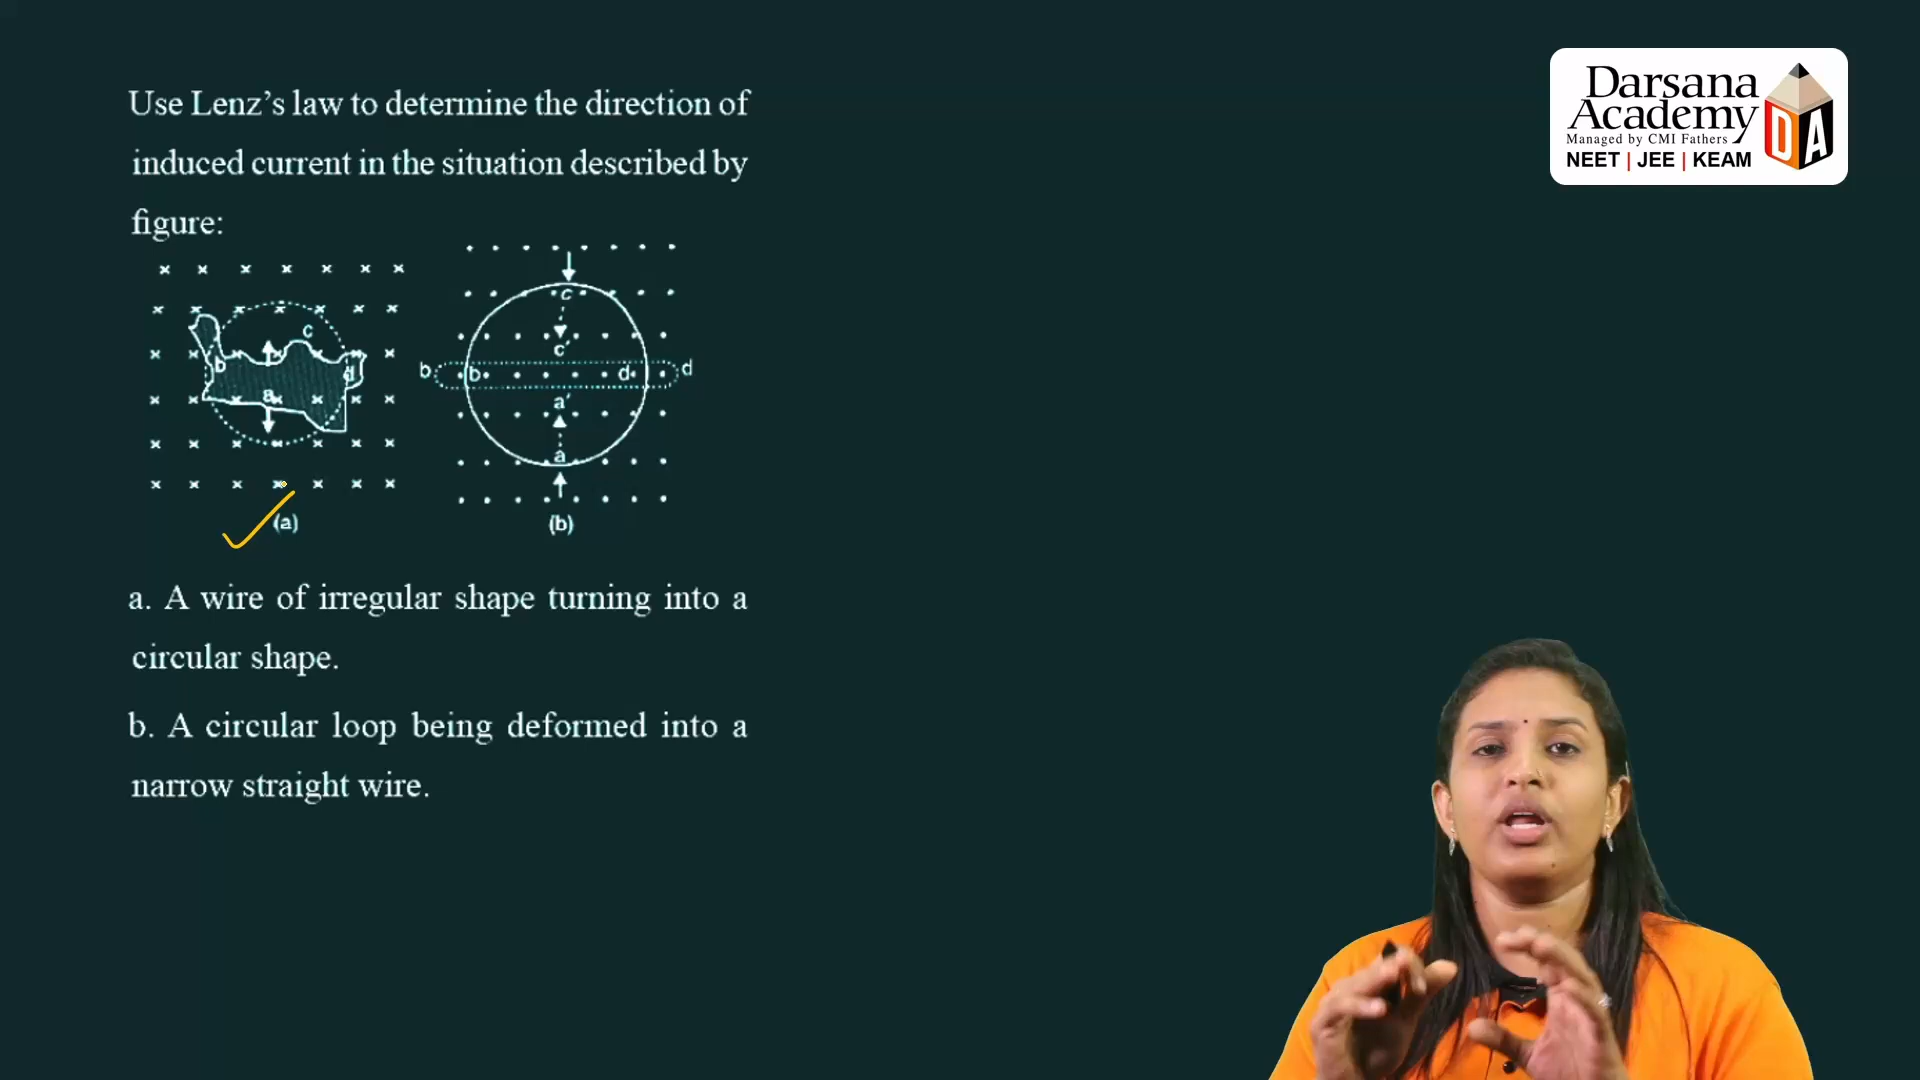 Darsana
Academy
Managed by CMI Fathers
NEET | JEE | KEAM
DA
Use Lenz's law to determine the direction of
induced current in the situation described by
figure:
c
b
d
a
(a)
c
c'
b b d d
a'
a
(b)
a. A wire of irregular shape turning into a
circular shape.
b. A circular loop being deformed into a
narrow straight wire.